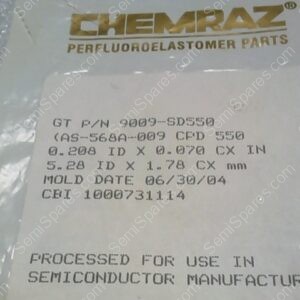 CHEMRAZ®
PERFLUOROELASTOMER PARTS
GT P/N 9009-SD550
(AS-568A-009 CPD 550
0.208 ID X 0.070 CX IN
5.28 ID X 1.78 CX mm
MOLD DATE 06/30/04
CBI 1000731114
PROCESSED FOR USE IN
SEMICONDUCTOR MANUFACTUR